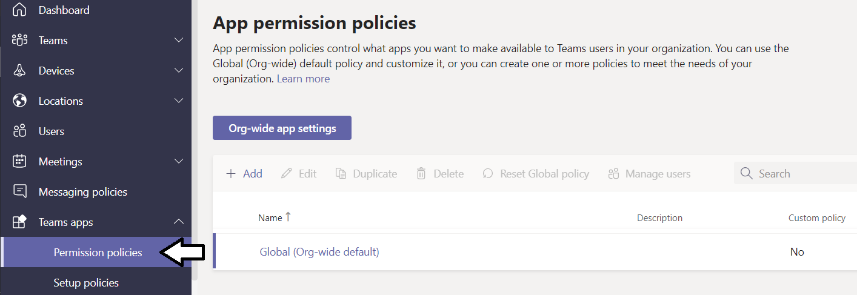 Dashboard
Teams
Devices
Locations
Users
Meetings
Messaging policies
Teams apps
Permission policies
Setup policies
App permission policies
App permission policies control what apps you want to make available to Teams users in your organization. You can use the
Global (Org-wide) default policy and customize it, or you can create one or more policies to meet the needs of your
organization. Learn more
Org-wide app settings
+ Add Edit Duplicate Delete Reset Global policy Manage users Search
Name ↑ Description Custom policy
Global (Org-wide default) No